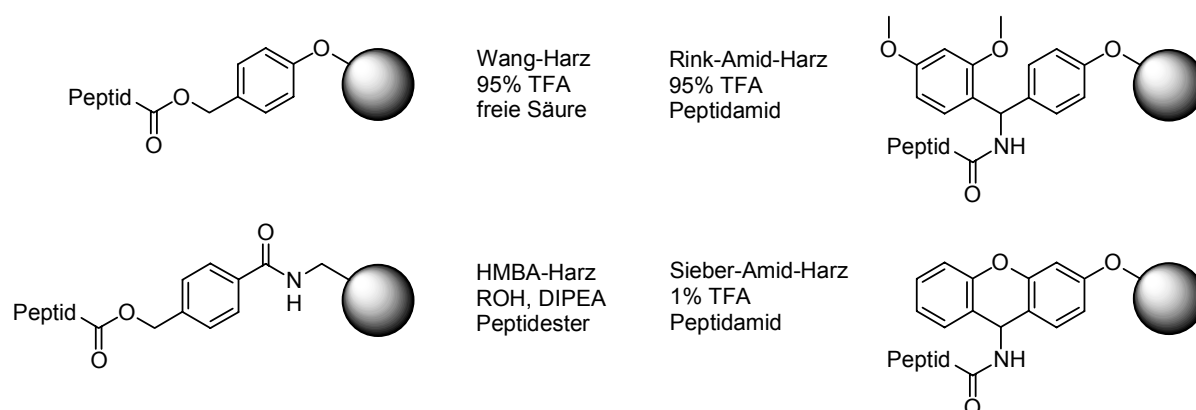 Peptid
O
O
O
Wang-Harz
95% TFA
freie Säure
Rink-Amid-Harz
95% TFA
Peptidamid
O
O
O
Peptid
NH
O
Peptid
O
O
O
N
H
HMBA-Harz
ROH, DIPEA
Peptidester
Sieber-Amid-Harz
1% TFA
Peptidamid
O
O
Peptid
NH
O